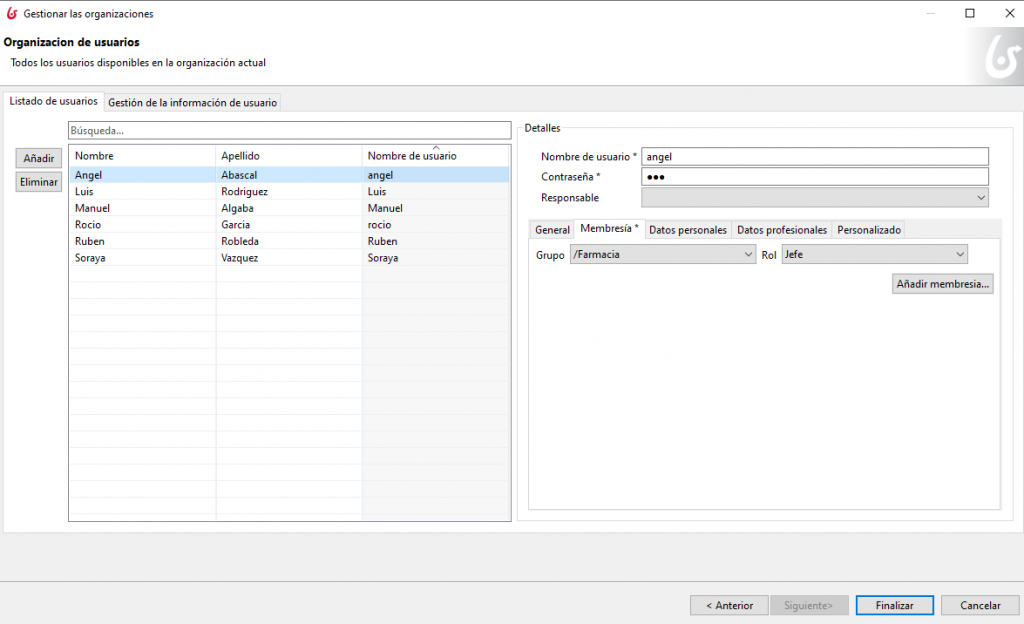 Gestionar las organizaciones
Organizacion de usuarios
Todos los usuarios disponibles en la organización actual
Listado de usuarios
Gestión de la información de usuario
Búsqueda...
Añadir
Eliminar
Nombre Apellido Nombre de usuario
Angel Abascal angel
Luis Rodriguez Luis
Manuel Algaba Manuel
Rocio Garcia rocio
Ruben Robleda Ruben
Soraya Vazquez Soraya
Detalles
Nombre de usuario * angel
Contraseña * ●●●
Responsable
General Membresía * Datos personales Datos profesionales Personalizado
Grupo /Farmacia Rol Jefe
Añadir membresia...
< Anterior Siguiente> Finalizar Cancelar